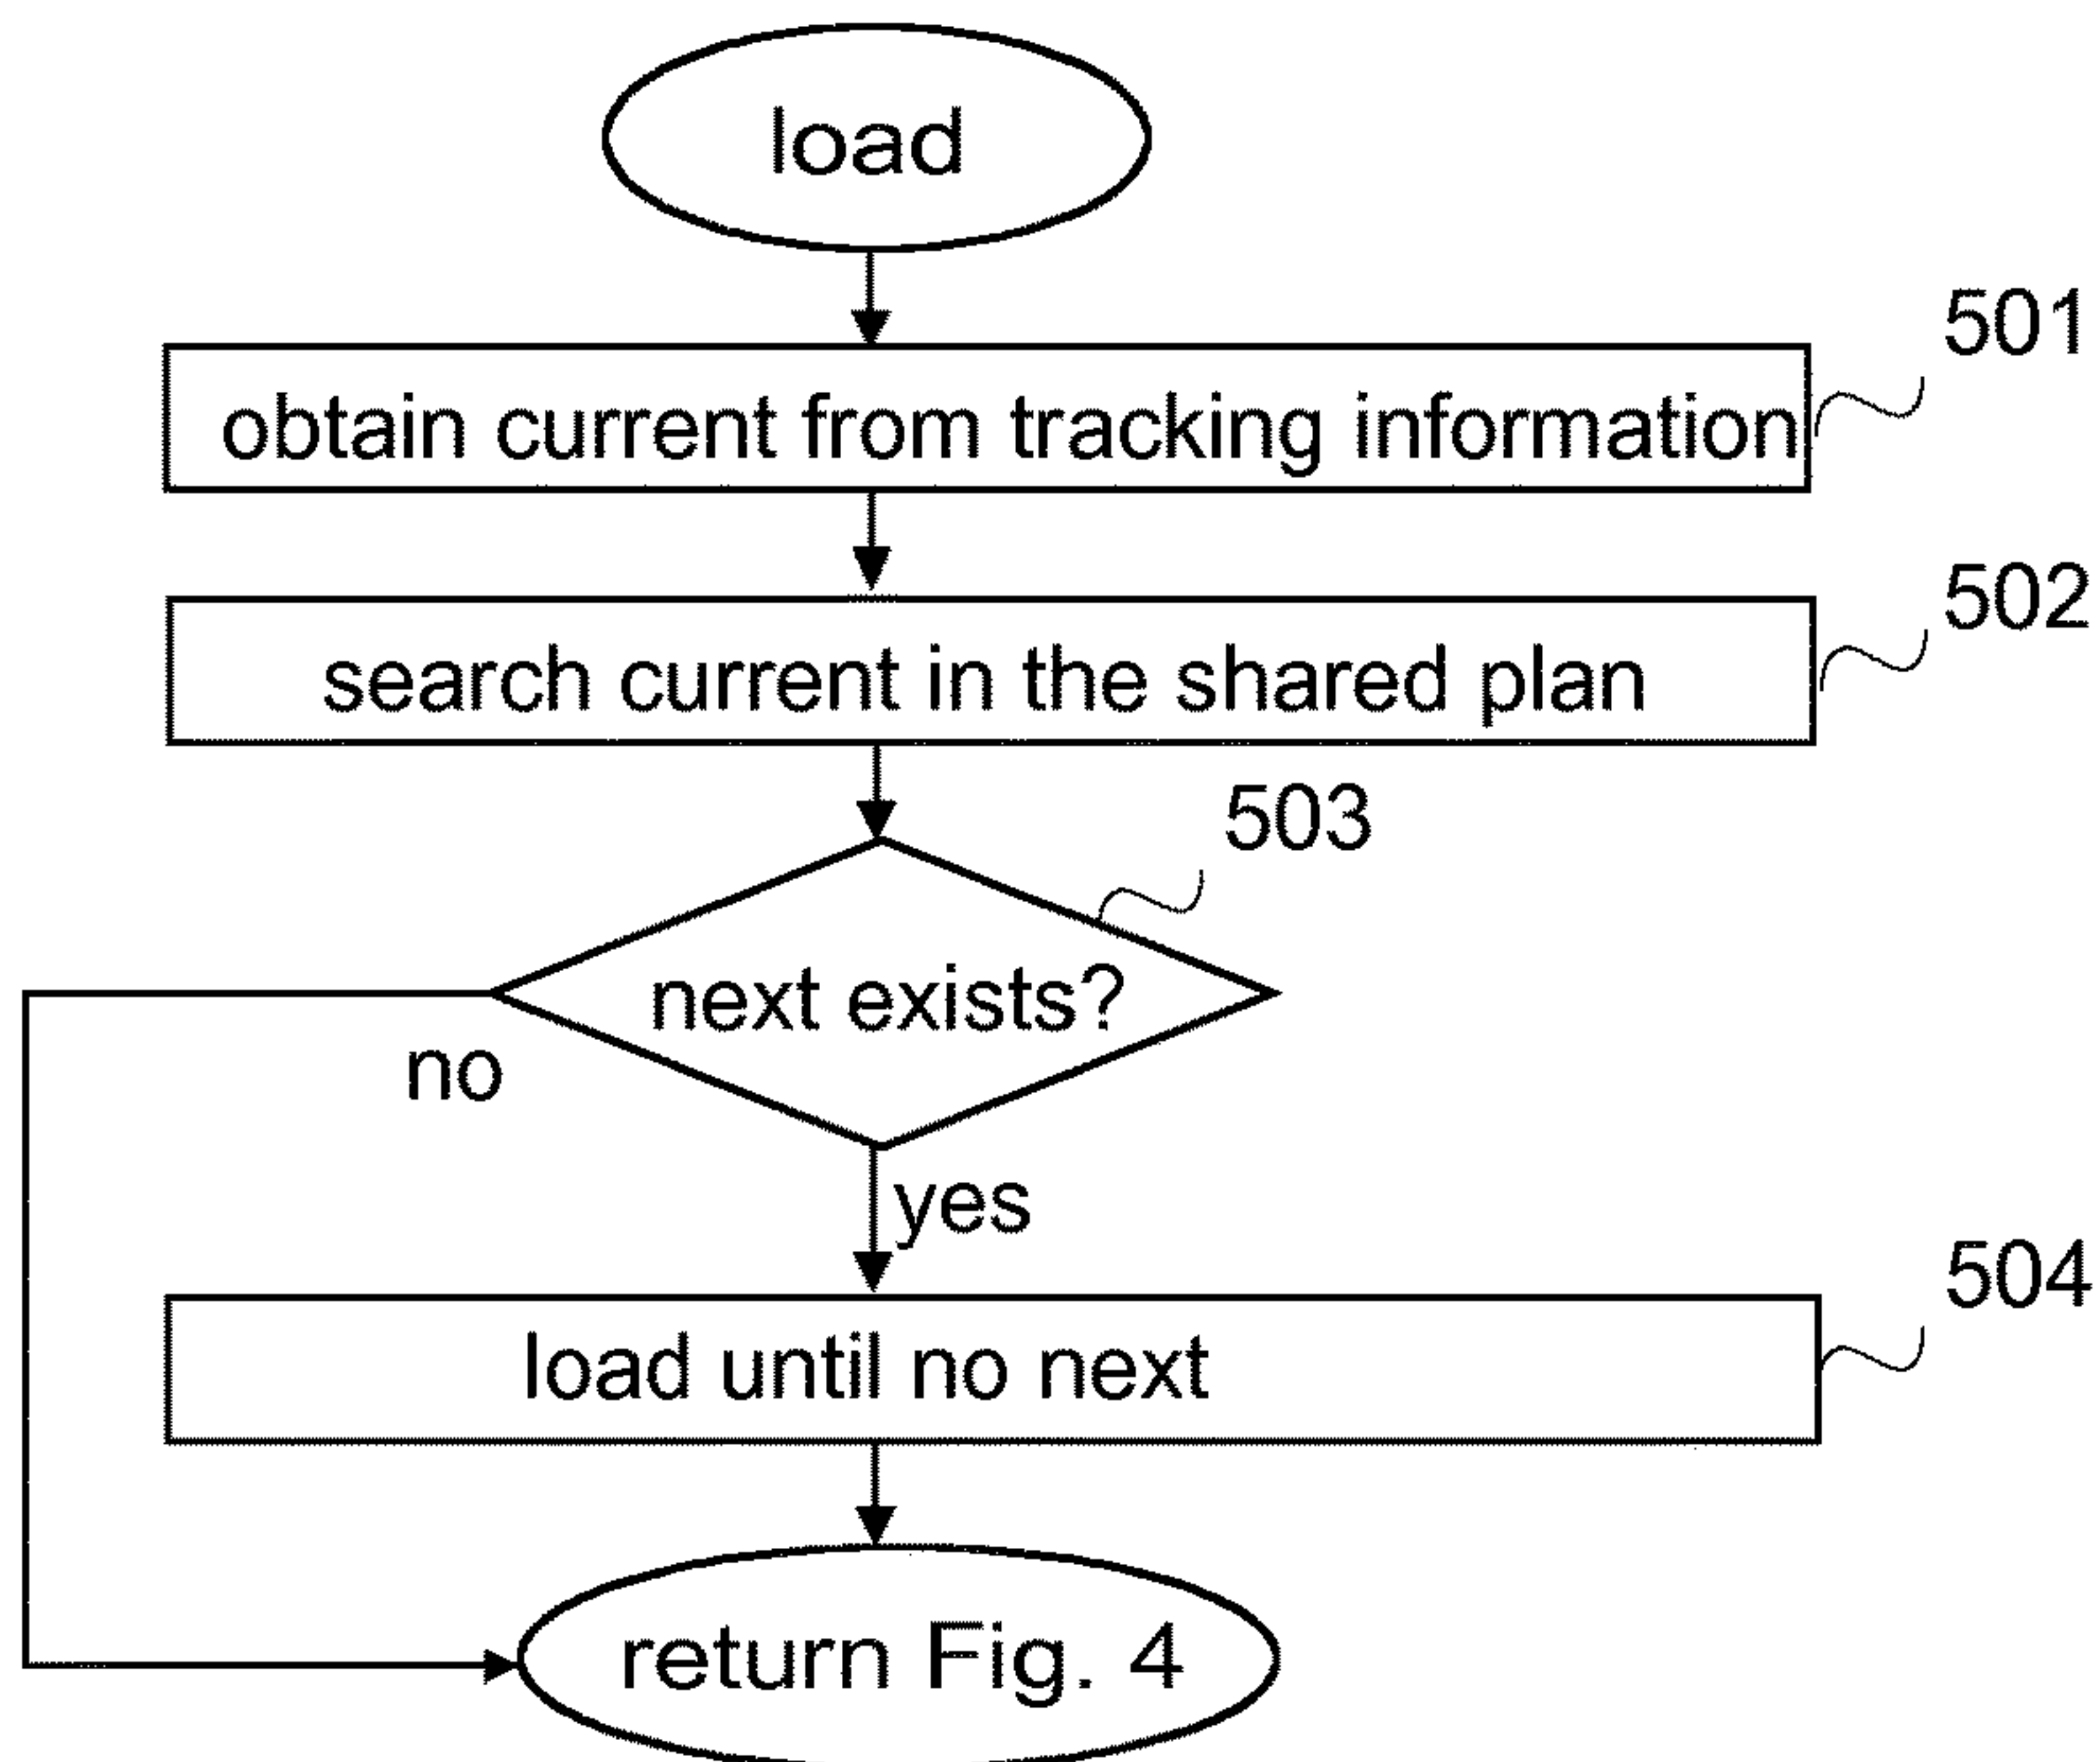 load
501
obtain current from tracking information
502
search current in the shared plan
503
next exists?
no
yes
504
load until no next
return Fig. 4